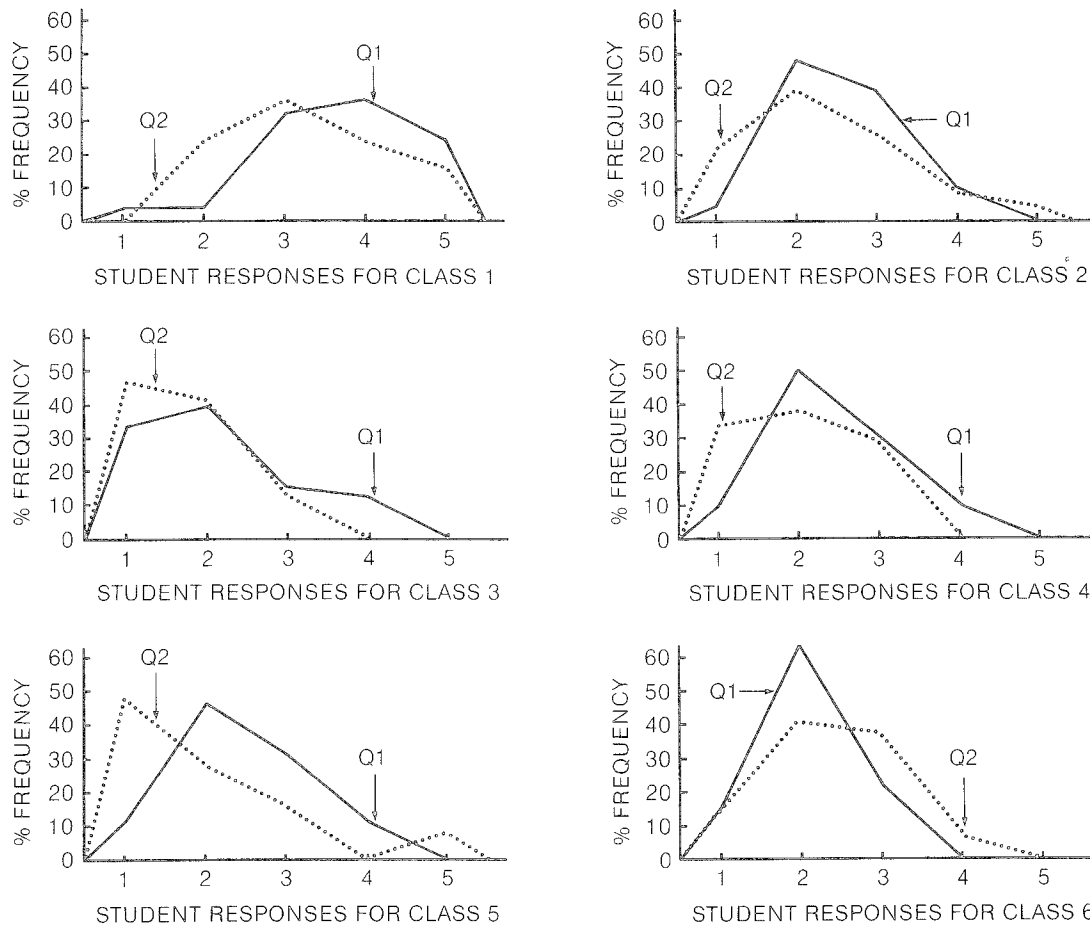 % FREQUENCY
60
50
40
30
20
10
0
Q1
Q2
1 2 3 4 5
STUDENT RESPONSES FOR CLASS 1
% FREQUENCY
60
50
40
30
20
10
0
Q2
Q1
1 2 3 4 5
STUDENT RESPONSES FOR CLASS 2
% FREQUENCY
60
50
40
30
20
10
0
Q2
Q1
1 2 3 4 5
STUDENT RESPONSES FOR CLASS 3
% FREQUENCY
60
50
40
30
20
10
0
Q2
Q1
1 2 3 4 5
STUDENT RESPONSES FOR CLASS 4
% FREQUENCY
60
50
40
30
20
10
0
Q2
Q1
1 2 3 4 5
STUDENT RESPONSES FOR CLASS 5
% FREQUENCY
60
50
40
30
20
10
0
Q1
Q2
1 2 3 4 5
STUDENT RESPONSES FOR CLASS 6